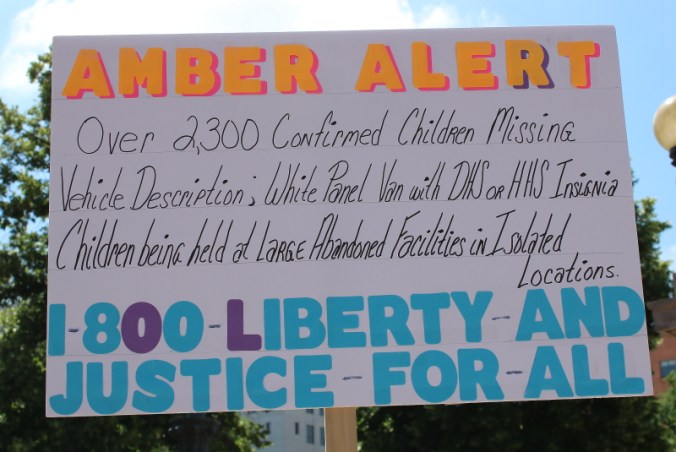 AMBER ALERT
Over 2,300 Confirmed Children Missing
Vehicle Description; White Panel Van with DHS or HHS Insignia
Children being held at LARGE Abandoned Facilities in Isolated
Locations.
1-800-LIBERTY-AND
JUSTICE-FOR-ALL